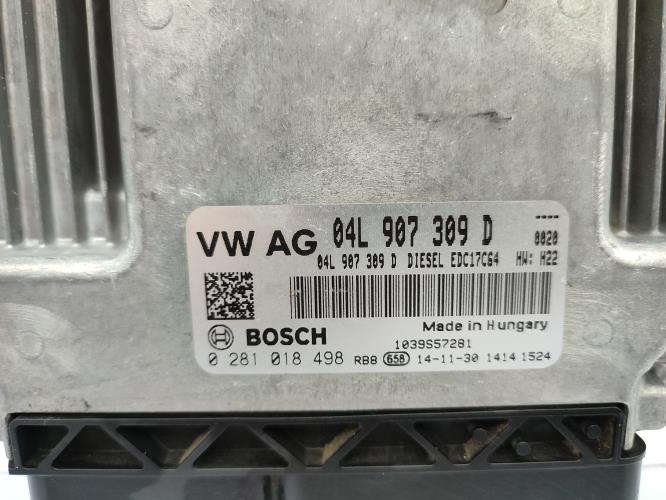 VW AG 04L 907 309 D ----
0020
04L 907 309 D DIESEL EDC17C64 HW: H22
BOSCH Made in Hungary
1039S57281
0 281 018 498 RB8 658 14-11-30 1414 1524